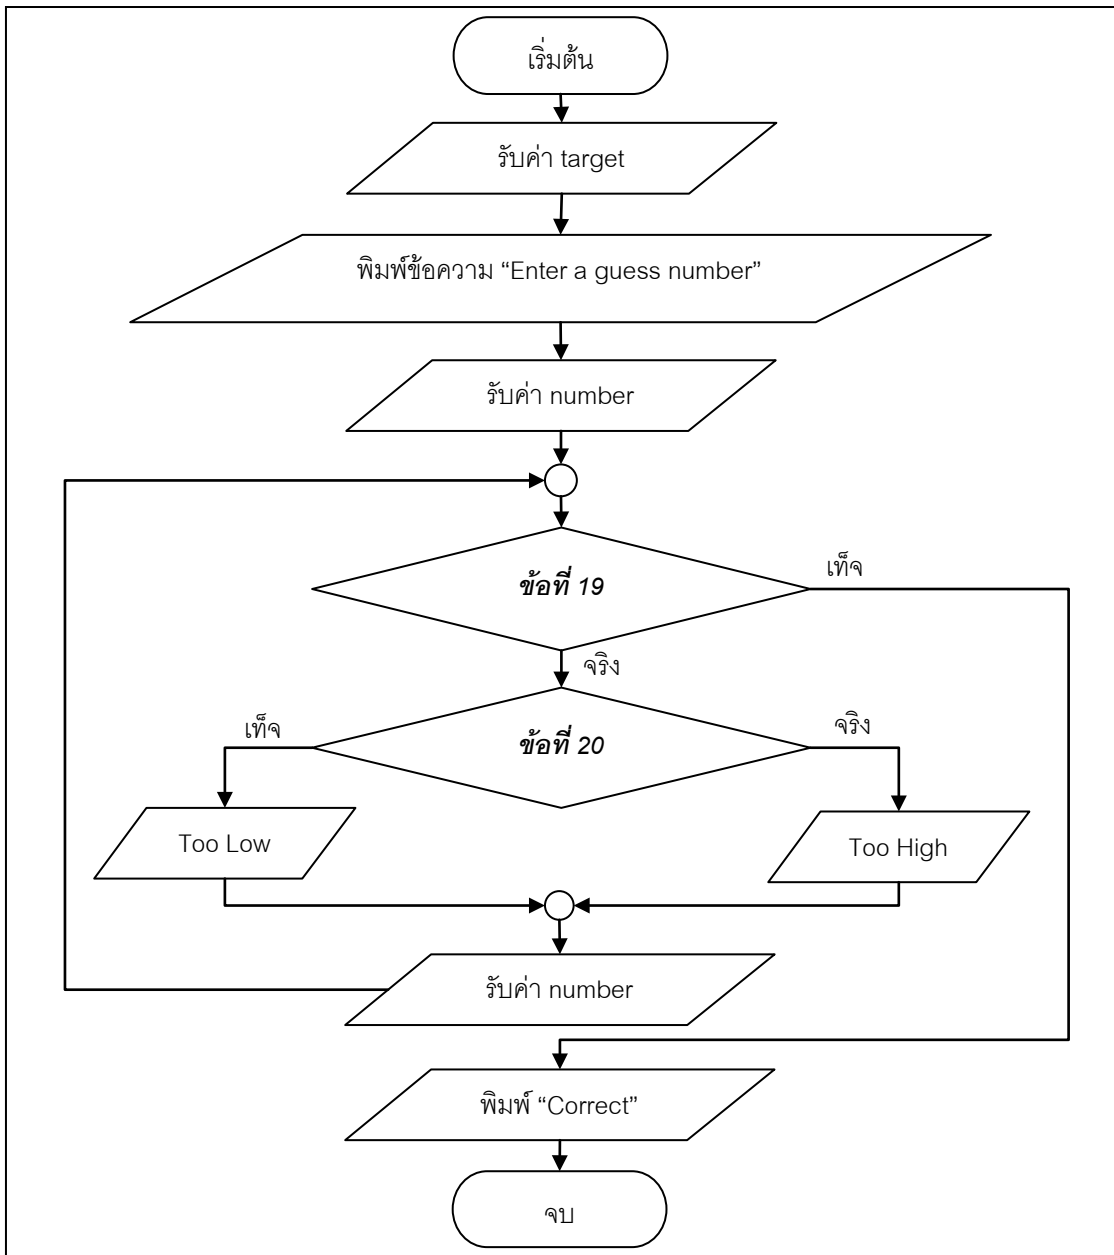 เริ่มต้น
รับค่า target
พิมพ์ข้อความ “Enter a guess number”
รับค่า number
ข้อที่ 19
เท็จ
จริง
เท็จ
ข้อที่ 20
จริง
Too Low
Too High
รับค่า number
พิมพ์ “Correct”
จบ